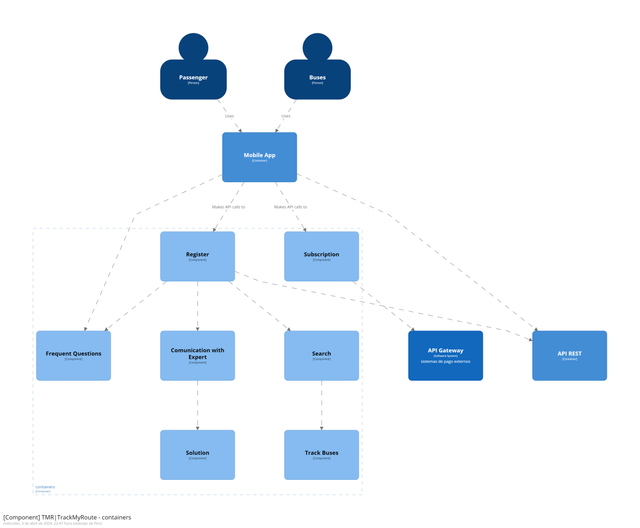 Passenger
[Person]
Buses
[Person]
Uses
Uses
Mobile App
[Container]
Makes API calls to
Makes API calls to
Register
[Component]
Subscription
[Component]
Frequent Questions
[Component]
Comunication with
Expert
[Component]
Search
[Component]
API Gateway
[Software System]
sistemas de pago externos
API REST
[Container]
Solution
[Component]
Track Buses
[Component]
containers
[Container]
[Component] TMR|TrackMyRoute - containers